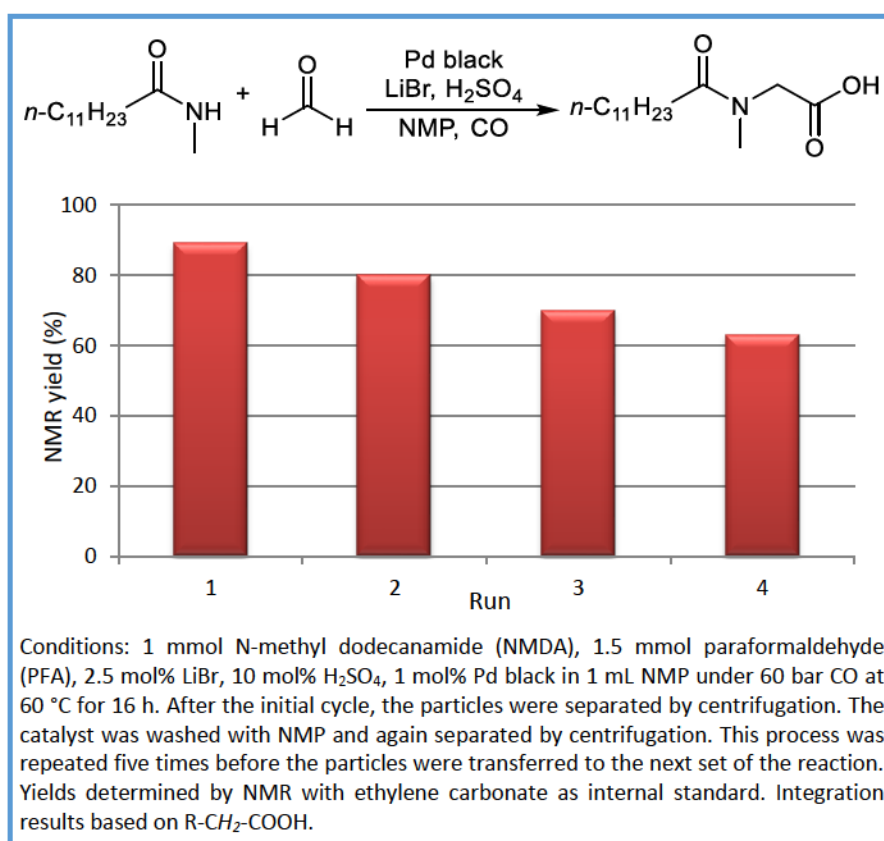 O
O
O
Pd black
LiBr, H₂SO₄
NMP, CO
n-C₁₁H₂₃
NH
+
H
H
n-C₁₁H₂₃
N
OH
O
100
80
60
40
20
0
NMR yield (%)
1
2
3
4
Run
Conditions: 1 mmol N-methyl dodecanamide (NMDA), 1.5 mmol paraformaldehyde
(PFA), 2.5 mol% LiBr, 10 mol% H₂SO₄, 1 mol% Pd black in 1 mL NMP under 60 bar CO at
60 °C for 16 h. After the initial cycle, the particles were separated by centrifugation. The
catalyst was washed with NMP and again separated by centrifugation. This process was
repeated five times before the particles were transferred to the next set of the reaction.
Yields determined by NMR with ethylene carbonate as internal standard. Integration
results based on R-CH₂-COOH.